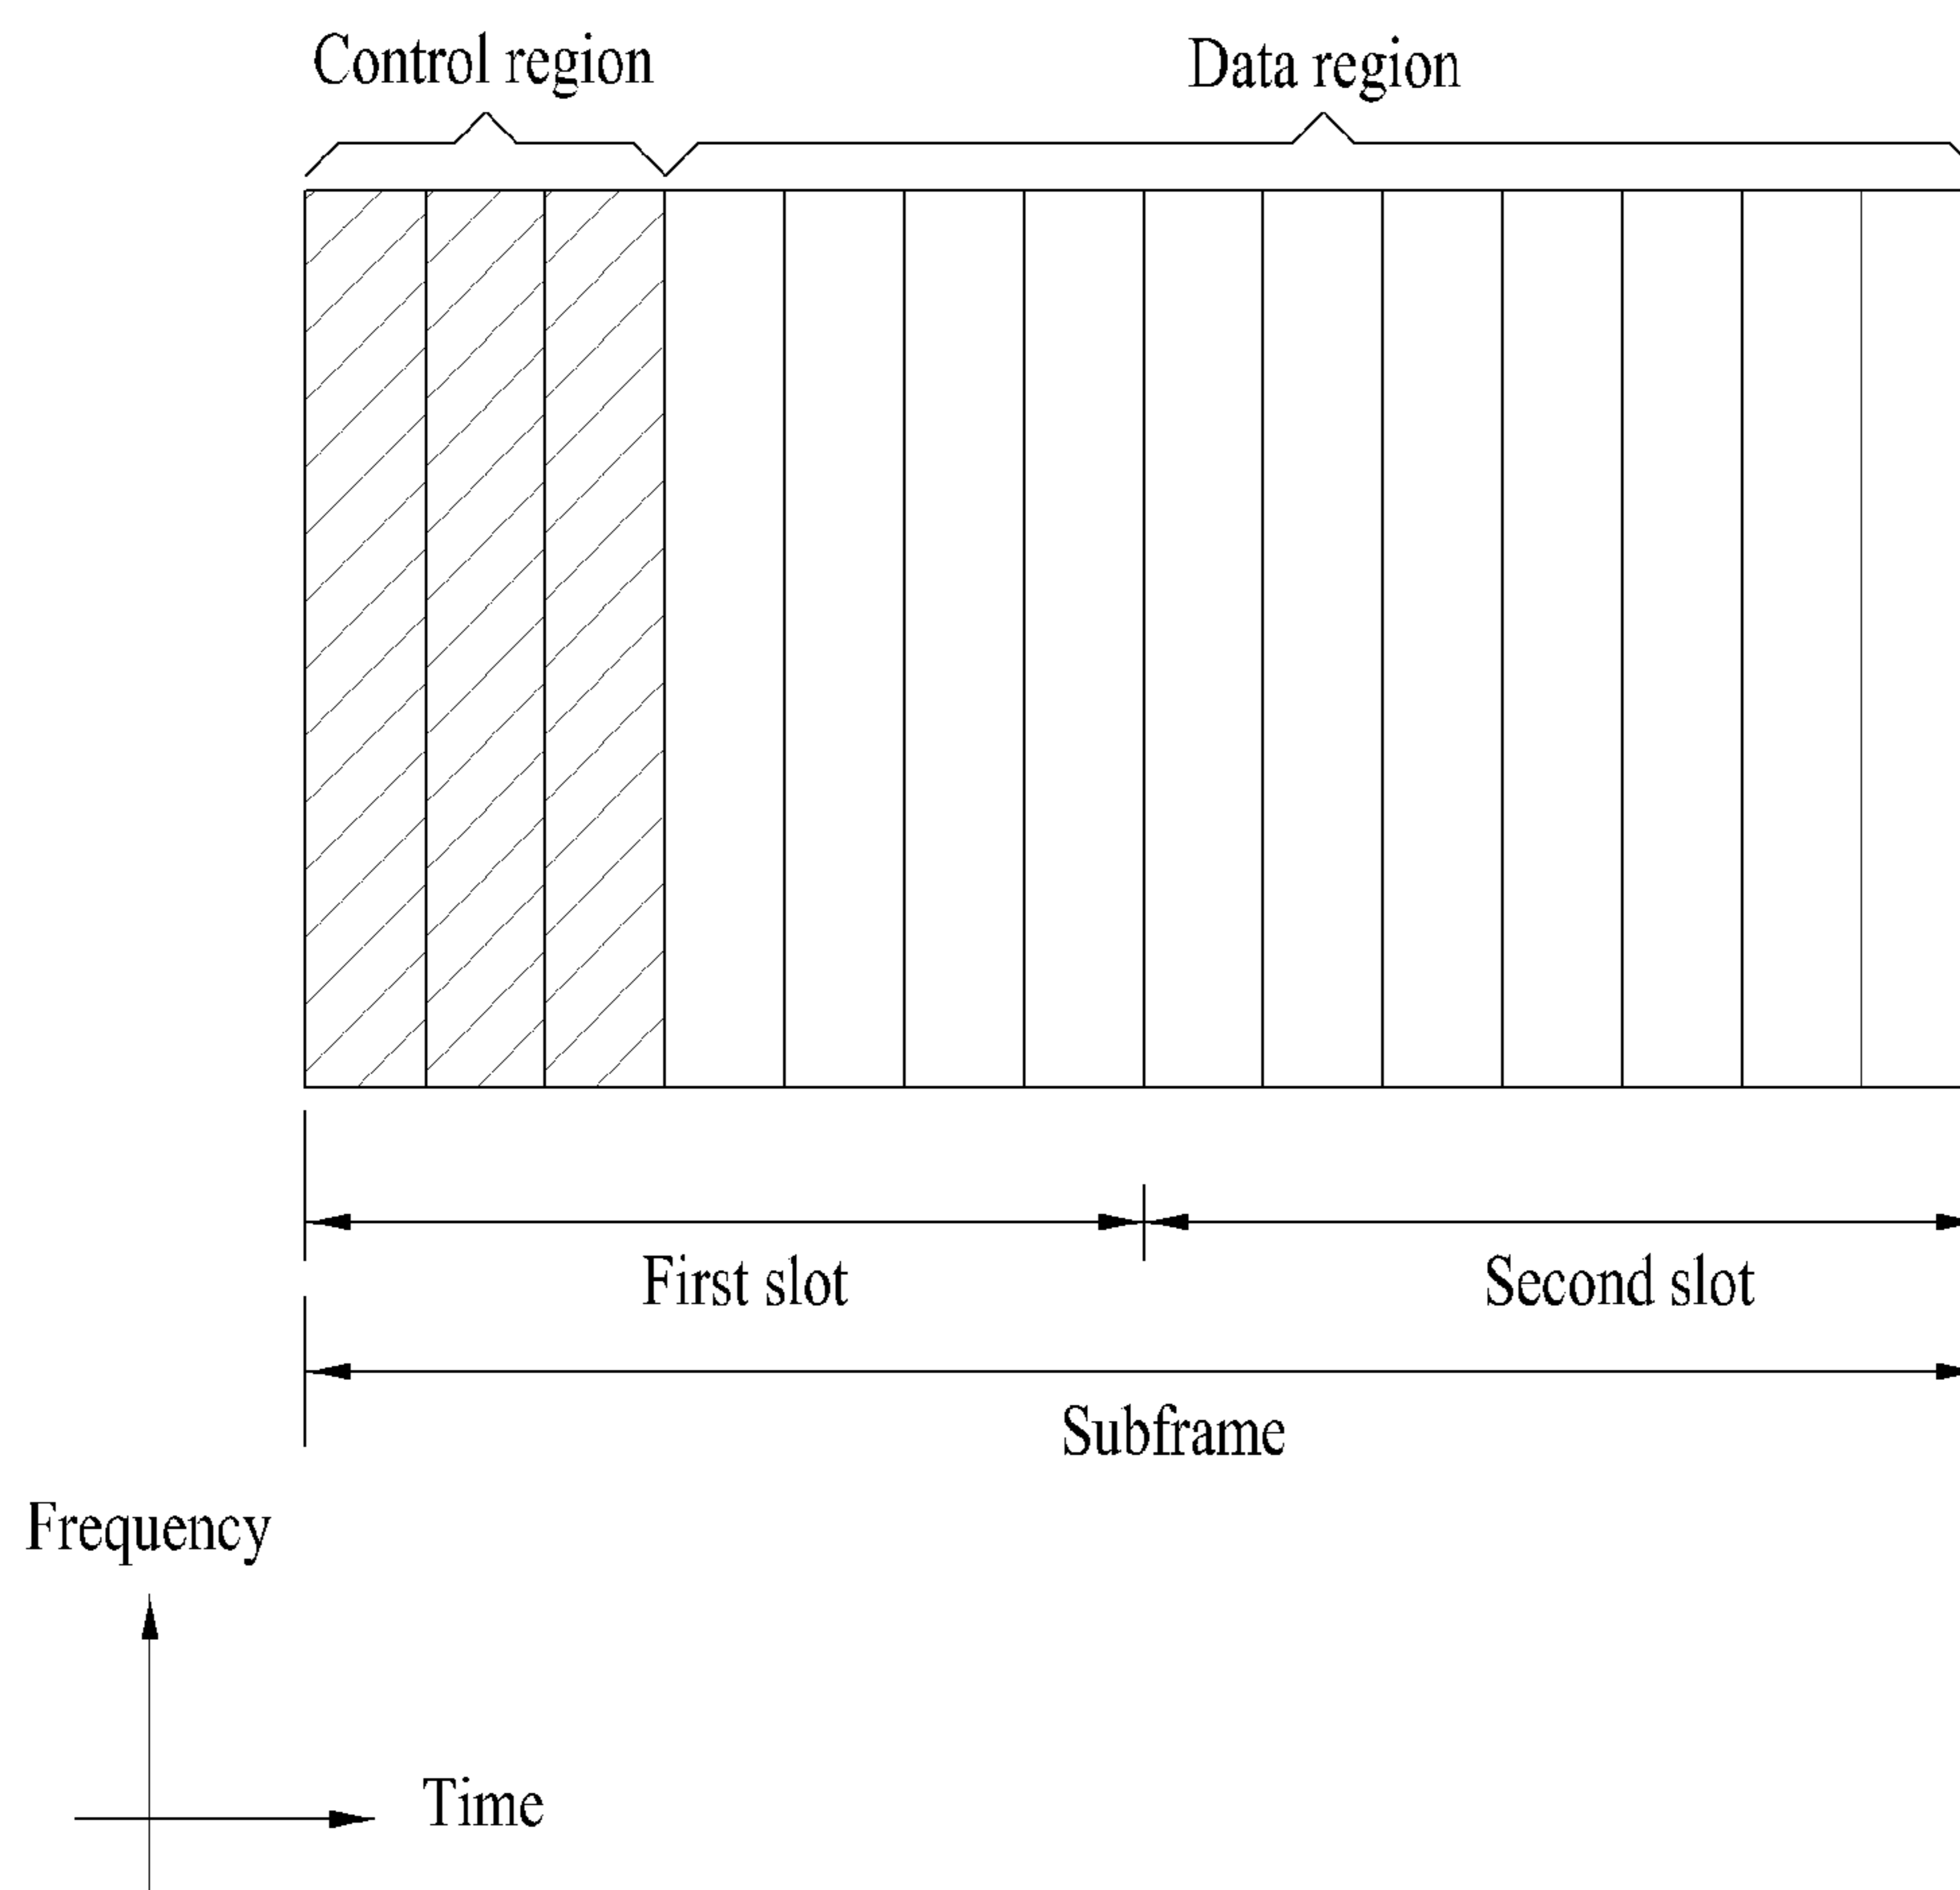 Control region
Data region
First slot
Second slot
Subframe
Frequency
Time